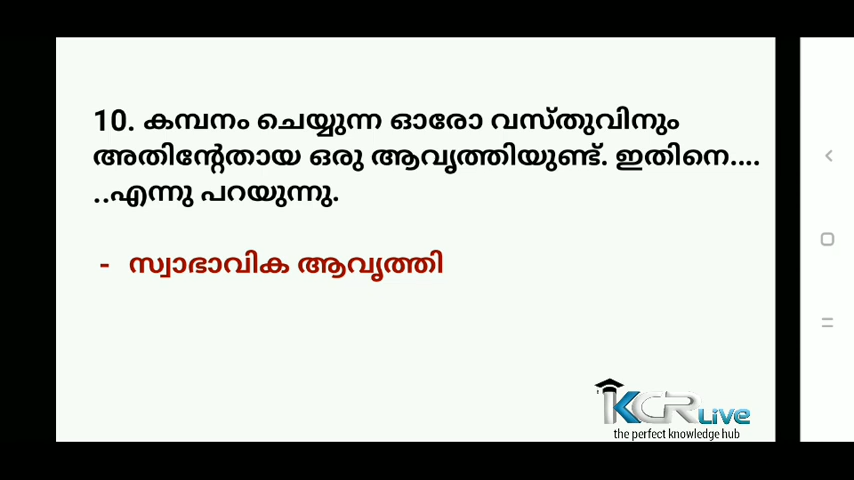 10. കമ്പനം ചെയ്യുന്ന ഓരോ വസ്തുവിനും
അതിന്റേതായ ഒരു ആവൃത്തിയുണ്ട്. ഇതിനെ....
..എന്നു പറയുന്നു.
- സ്വാഭാവിക ആവൃത്തി
KCR LIVE
the perfect knowledge hub